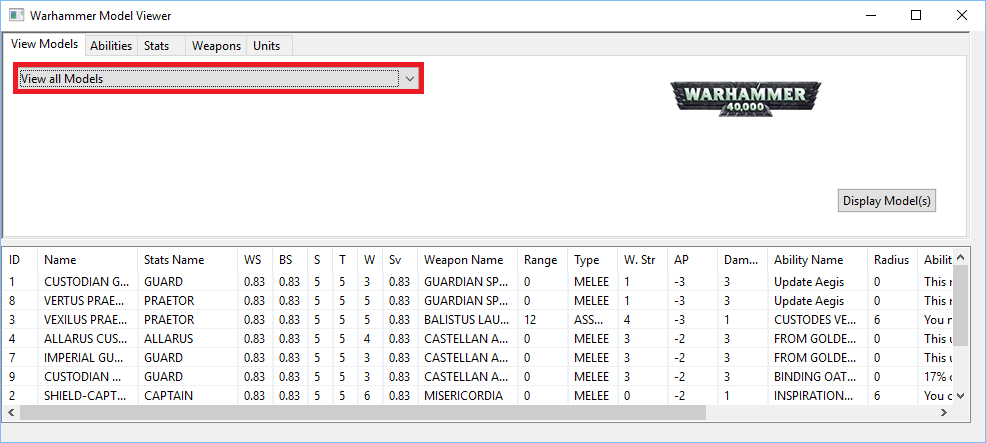 Warhammer Model Viewer
View Models Abilities Stats Weapons Units
View all Models
WARHAMMER
40,000
Display Model(s)
ID Name Stats Name WS BS S T W Sv Weapon Name Range Type W. Str AP Dam... Ability Name Radius Abilit
1 CUSTODIAN G... GUARD 0.83 0.83 5 5 3 0.83 GUARDIAN SP... 0 MELEE 1 -3 3 Update Aegis 0 This r
8 VERTUS PRAE... PRAETOR 0.83 0.83 5 5 3 0.83 GUARDIAN SP... 0 MELEE 1 -3 3 Update Aegis 0 This r
3 VEXILUS PRAE... PRAETOR 0.83 0.83 5 5 3 0.83 BALISTUS LAU... 12 ASS... 4 -3 1 CUSTODES VE... 6 You n
4 ALLARUS CUS... ALLARUS 0.83 0.83 5 5 4 0.83 CASTELLAN A... 0 MELEE 3 -2 3 FROM GOLDE... 0 This u
7 IMPERIAL GU... GUARD 0.83 0.83 5 5 3 0.83 CASTELLAN A... 0 MELEE 3 -2 3 FROM GOLDE... 0 This u
9 CUSTODIAN ... GUARD 0.83 0.83 5 5 3 0.83 CASTELLAN A... 0 MELEE 3 -2 3 BINDING OAT... 0 17% c
2 SHIELD-CAPT... CAPTAIN 0.83 0.83 5 5 6 0.83 MISERICORDIA 0 MELEE 0 -2 1 INSPIRATION... 6 You c